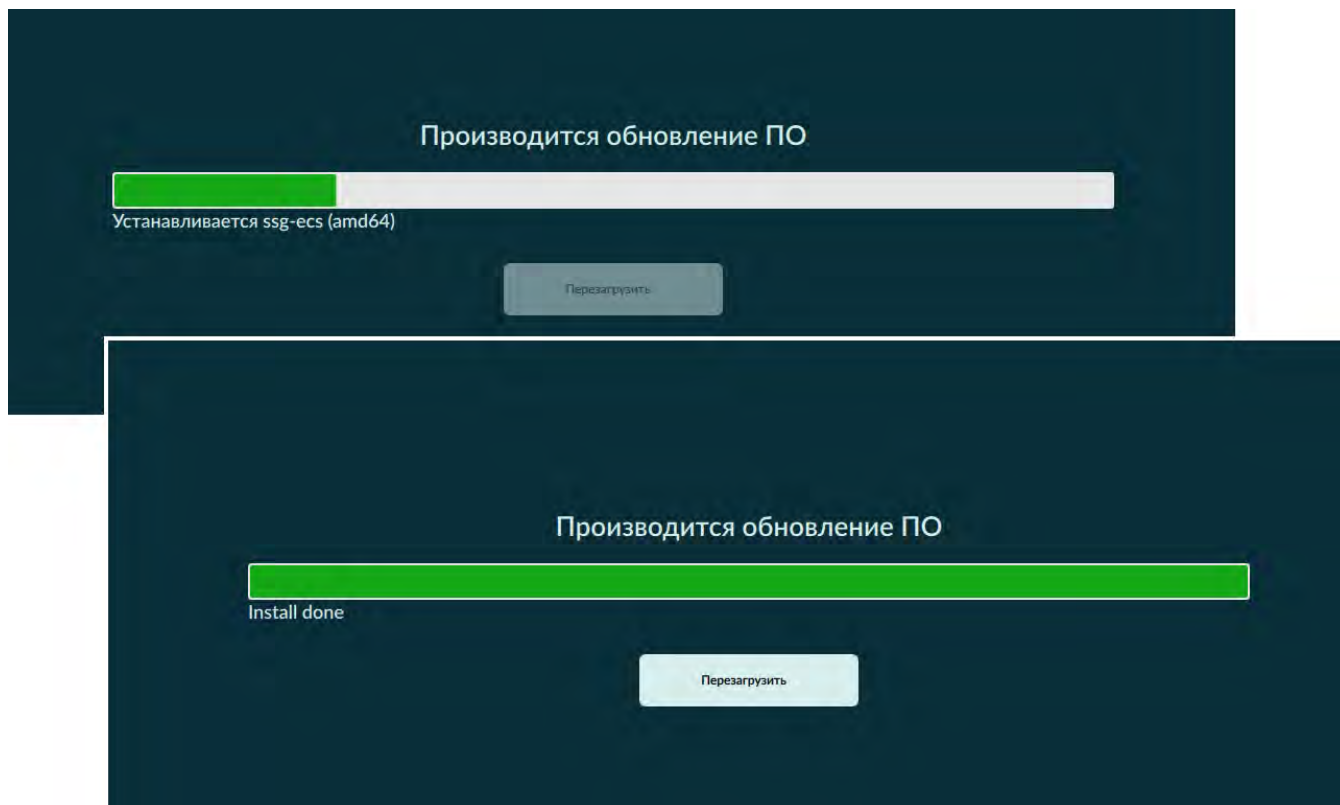 Производится обновление ПО
Устанавливается ssg-ecs (amd64)
Перезагрузить
Производится обновление ПО
Install done
Перезагрузить